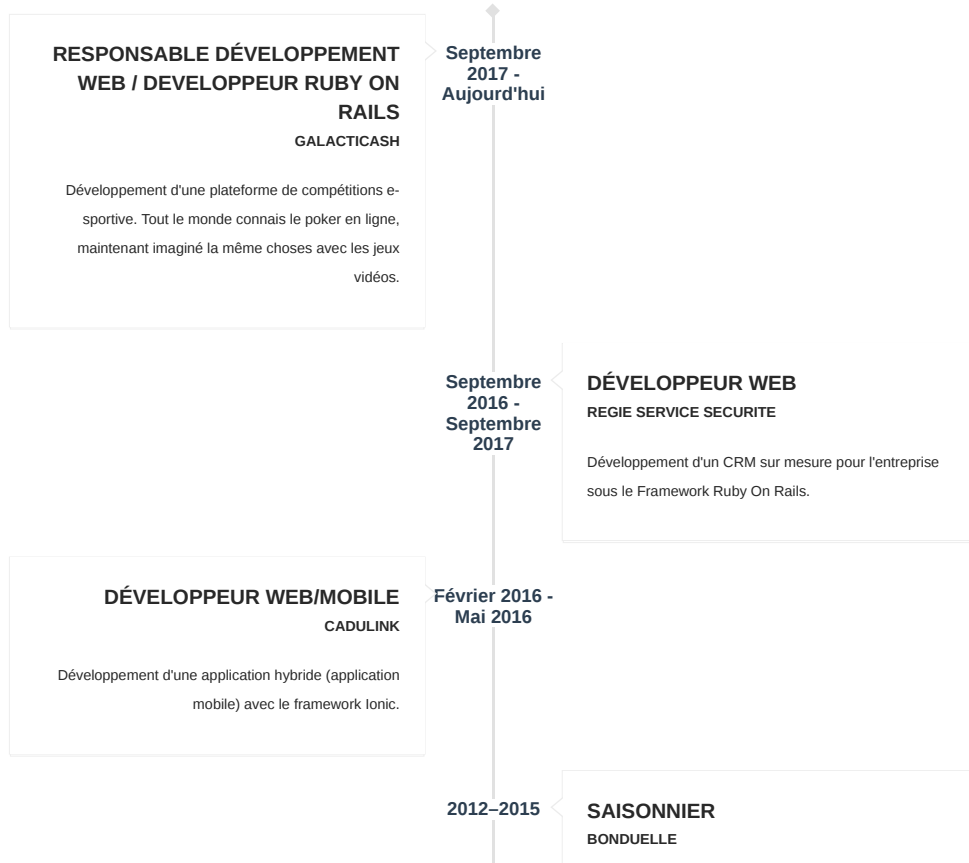 RESPONSABLE DÉVELOPPEMENT
WEB / DEVELOPPEUR RUBY ON
RAILS
GALACTICASH
Développement d'une plateforme de compétitions e-
sportive. Tout le monde connais le poker en ligne,
maintenant imaginé la même choses avec les jeux
vidéos.
Septembre
2017 -
Aujourd'hui
Septembre
2016 -
Septembre
2017
DÉVELOPPEUR WEB
REGIE SERVICE SECURITE
Développement d'un CRM sur mesure pour l'entreprise
sous le Framework Ruby On Rails.
DÉVELOPPEUR WEB/MOBILE
CADULINK
Développement d'une application hybride (application
mobile) avec le framework Ionic.
Février 2016 -
Mai 2016
2012–2015
SAISONNIER
BONDUELLE